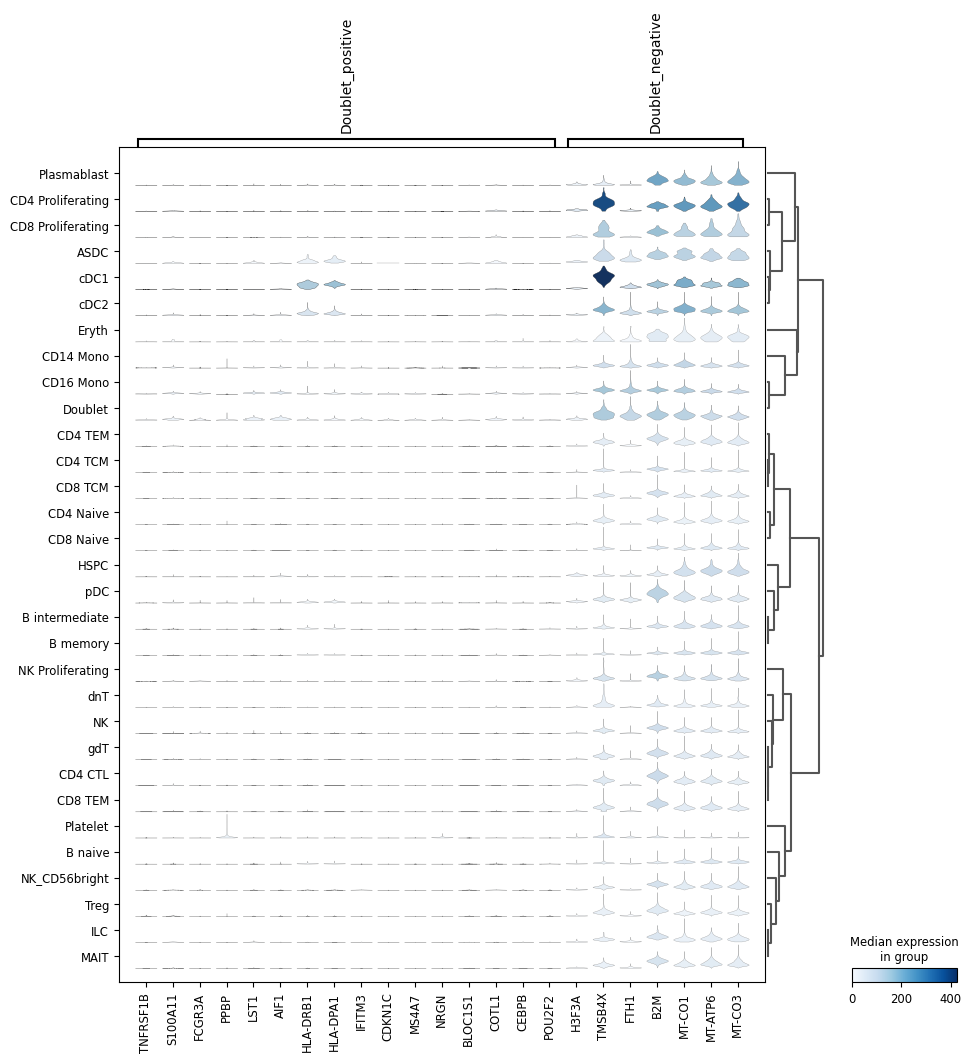 Doublet_positive
Doublet_negative
Plasmablast
CD4 Proliferating
CD8 Proliferating
ASDC
cDC1
cDC2
Eryth
CD14 Mono
CD16 Mono
Doublet
CD4 TEM
CD4 TCM
CD8 TCM
CD4 Naive
CD8 Naive
HSPC
pDC
B intermediate
B memory
NK Proliferating
dnT
NK
gdT
CD4 CTL
CD8 TEM
Platelet
B naive
NK_CD56bright
Treg
ILC
MAIT
TNFRSF1B
S100A11
FCGR3A
PPBP
LST1
AIF1
HLA-DRB1
HLA-DPA1
IFITM3
CDKN1C
MS4A7
NRGN
BLOC1S1
COTL1
CEBPB
POU2F2
H3F3A
TMSB4X
FTH1
B2M
MT-CO1
MT-ATP6
MT-CO3
Median expression
in group
0 200 400